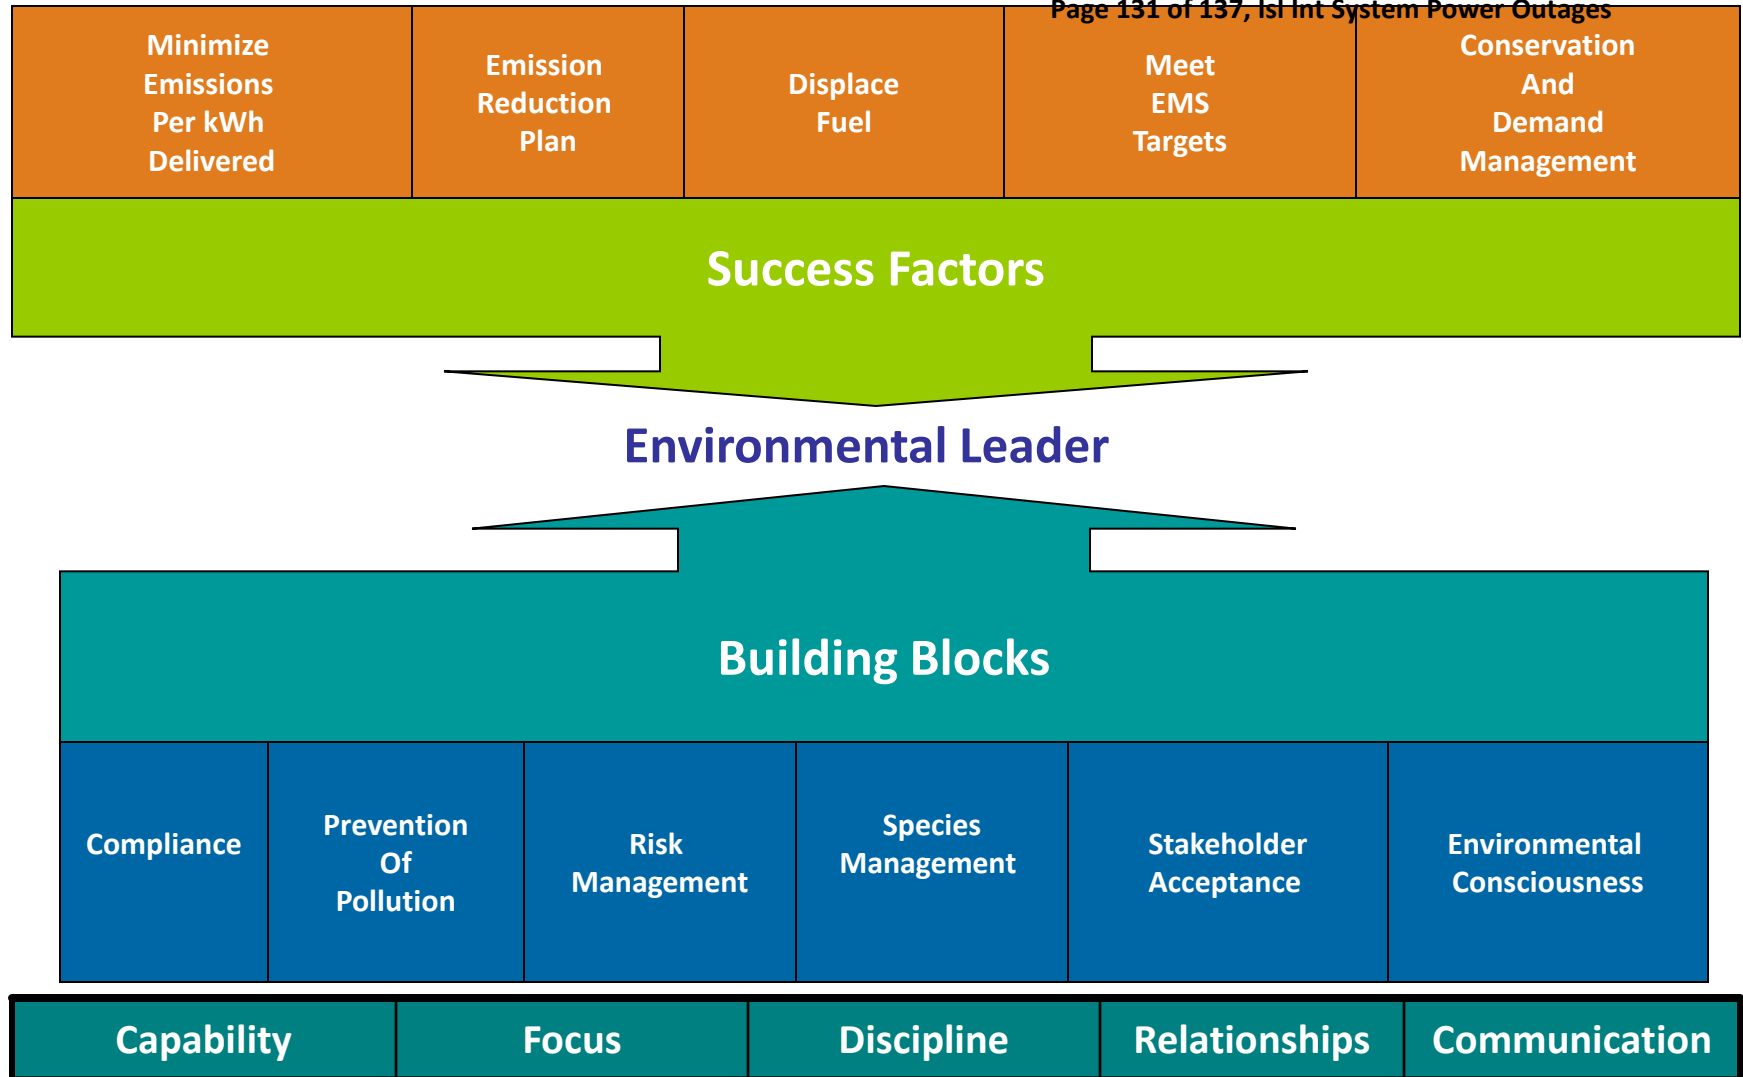 Page 131 of 137, Isl Int System Power Outages
Minimize
Emissions
Per kWh
Delivered
Emission
Reduction
Plan
Displace
Fuel
Meet
EMS
Targets
Conservation
And
Demand
Management
Success Factors
Environmental Leader
Building Blocks
Compliance
Prevention
Of
Pollution
Risk
Management
Species
Management
Stakeholder
Acceptance
Environmental
Consciousness
Capability
Focus
Discipline
Relationships
Communication